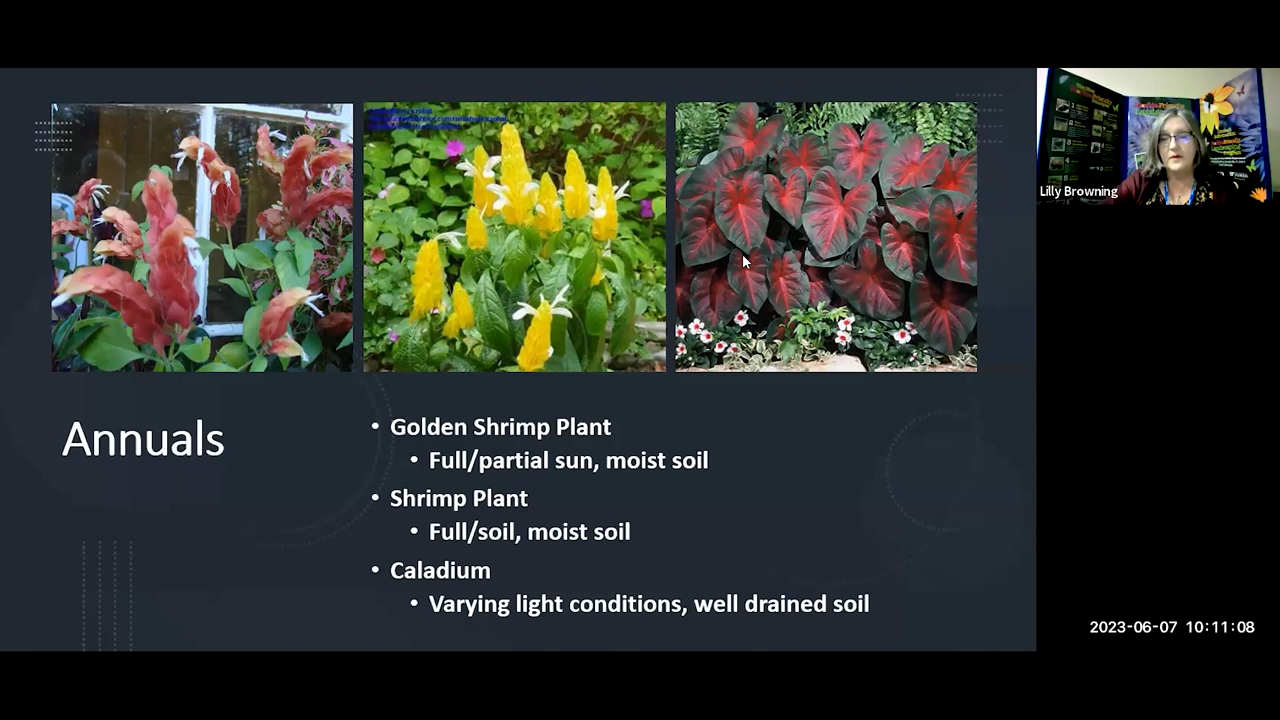 Lilly Browning
Annuals
• Golden Shrimp Plant
• Full/partial sun, moist soil
• Shrimp Plant
• Full/soil, moist soil
• Caladium
• Varying light conditions, well drained soil
2023-06-07 10:11:08